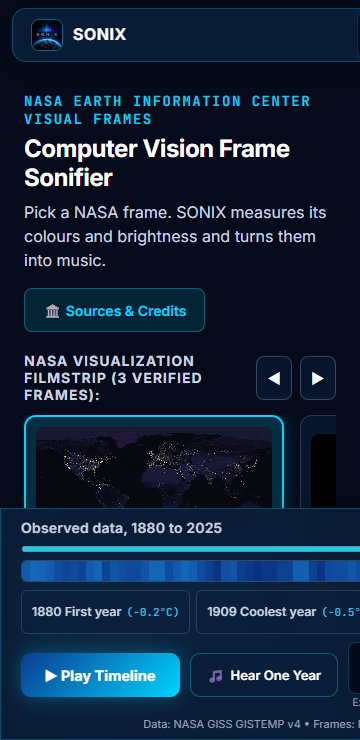 SONIX
NASA EARTH INFORMATION CENTER
VISUAL FRAMES
Computer Vision Frame
Sonifier
Pick a NASA frame. SONIX measures its
colours and brightness and turns them
into music.
🏛️ Sources & Credits
NASA VISUALIZATION
FILMSTRIP (3 VERIFIED
FRAMES):
◀ ▶
Observed data, 1880 to 2025
1880 First year (-0.2°C) 1909 Coolest year (-0.5°
▶ Play Timeline 🎵 Hear One Year
Data: NASA GISS GISTEMP v4 • Frames: